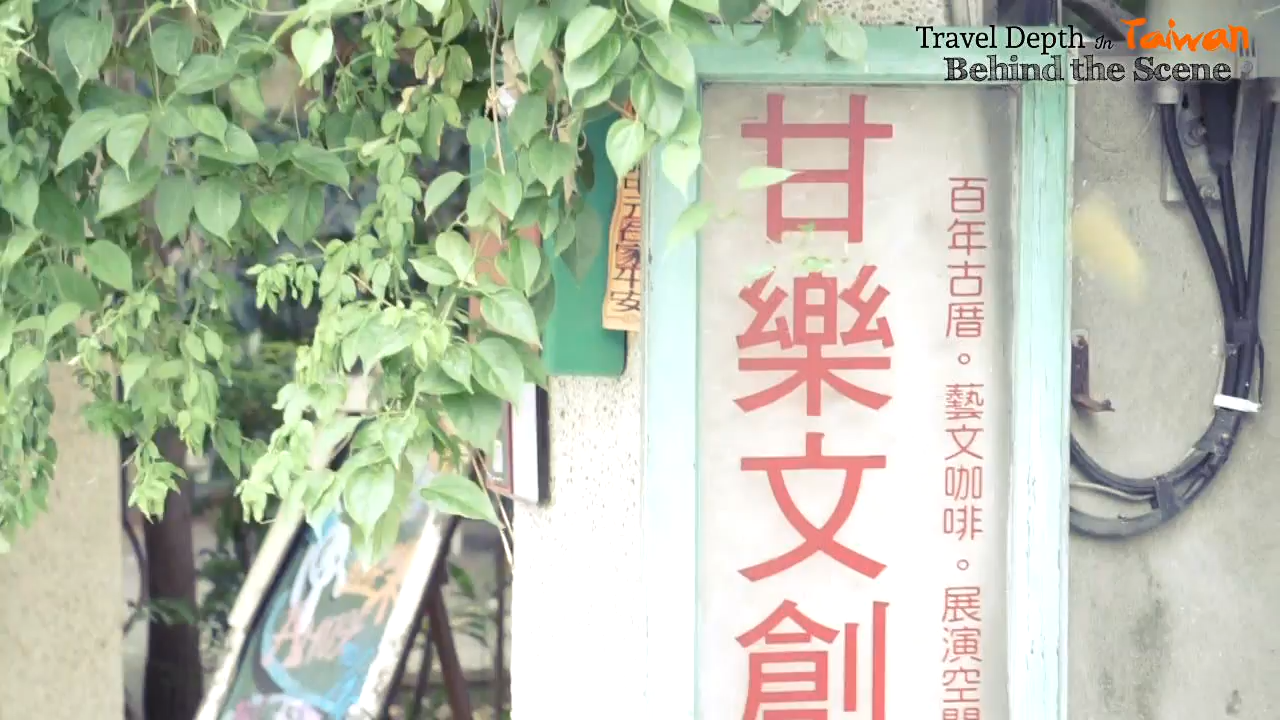 Travel Depth In Taiwan
Behind the Scene
甘樂文創
百年古厝。藝文咖啡。展演空間